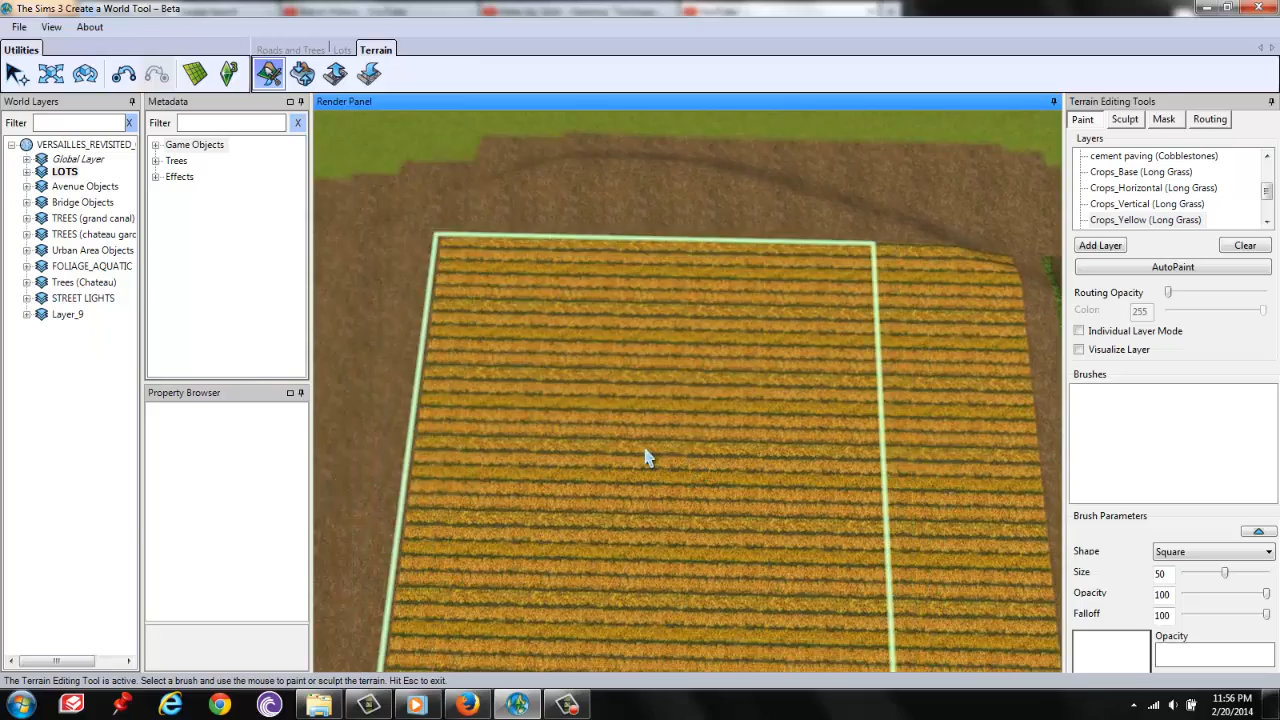 The Sims 3 Create a World Tool – Beta
File View About
Utilities Roads and Trees Lots Terrain
World Layers Metadata Render Panel Terrain Editing Tools
Filter X Filter X Paint Sculpt Mask Routing
VERSAILLES_REVISITED_
Global Layer
LOTS
Avenue Objects
Bridge Objects
TREES (grand canal)
TREES (chateau gard
Urban Area Objects
FOLIAGE_AQUATIC
Trees (Chateau)
STREET LIGHTS
Layer_9
Game Objects
Trees
Effects
Property Browser
Layers
cement paving (Cobblestones)
Crops_Base (Long Grass)
Crops_Horizontal (Long Grass)
Crops_Vertical (Long Grass)
Crops_Yellow (Long Grass)
Add Layer Clear
AutoPaint
Routing Opacity
Color: 255
Individual Layer Mode
Visualize Layer
Brushes
Brush Parameters
Shape Square
Size 50
Opacity 100
Falloff 100
Opacity
The Terrain Editing Tool is active. Select a brush and use the mouse to paint or sculpt the terrain. Hit Esc to exit.
11:56 PM
2/20/2014